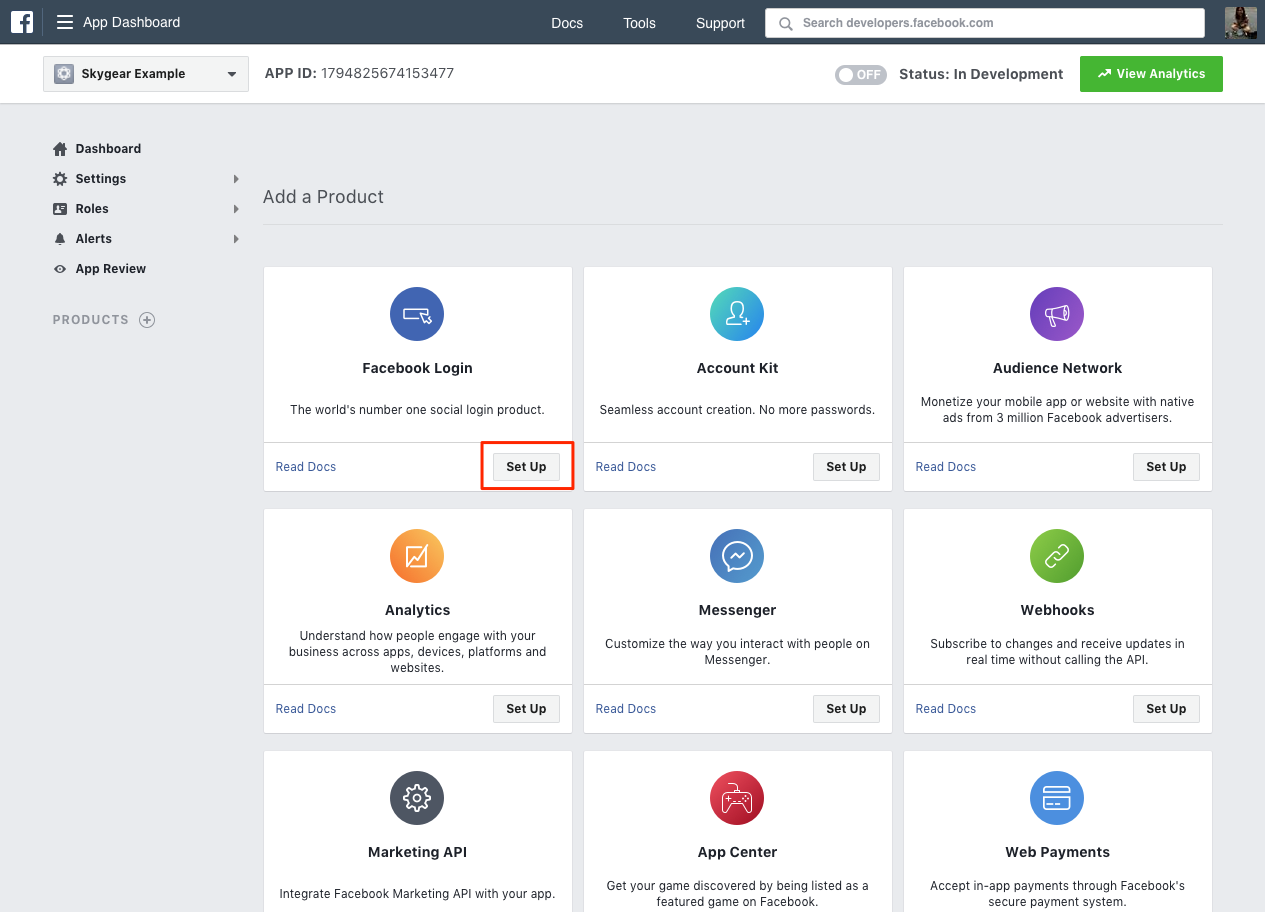 App Dashboard
Docs
Tools
Support
Search developers.facebook.com
Skygear Example
APP ID: 1794825674153477
OFF
Status: In Development
View Analytics
Dashboard
Settings
Roles
Alerts
App Review
PRODUCTS
Add a Product
Facebook Login
The world's number one social login product.
Read Docs
Set Up
Account Kit
Seamless account creation. No more passwords.
Read Docs
Set Up
Audience Network
Monetize your mobile app or website with native
ads from 3 million Facebook advertisers.
Read Docs
Set Up
Analytics
Understand how people engage with your
business across apps, devices, platforms and
websites.
Read Docs
Set Up
Messenger
Customize the way you interact with people on
Messenger.
Read Docs
Set Up
Webhooks
Subscribe to changes and receive updates in
real time without calling the API.
Read Docs
Set Up
Marketing API
Integrate Facebook Marketing API with your app.
App Center
Get your game discovered by being listed as a
featured game on Facebook.
Web Payments
Accept in-app payments through Facebook's
secure payment system.